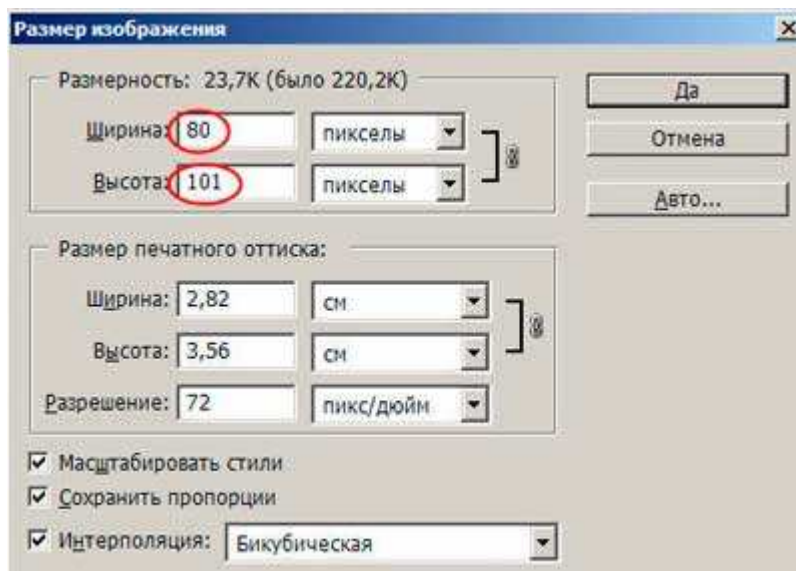 Размер изображения
Размерность: 23,7K (было 220,2K)
Ширина: 80 пикселы
Высота: 101 пикселы
Да
Отмена
Авто...
Размер печатного оттиска:
Ширина: 2,82 см
Высота: 3,56 см
Разрешение: 72 пикс/дюйм
Масштабировать стили
Сохранить пропорции
Интерполяция: Бикубическая